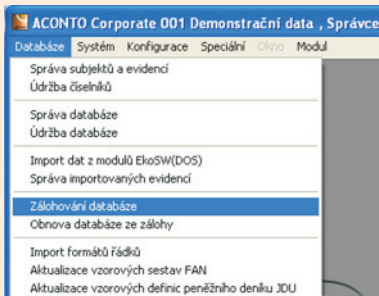 ACONTO Corporate 001 Demonstrační data , Správce
Databáze Systém Konfigurace Speciální Okno Modul
Správa subjektů a evidencí
Údržba číselníků
Správa databáze
Údržba databáze
Import dat z modulů EkoSW(DOS)
Správa importovaných evidencí
Zálohování databáze
Obnova databáze ze zálohy
Import formátů řádků
Aktualizace vzorových sestav FAN
Aktualizace vzorových definic peněžního deníku JDU